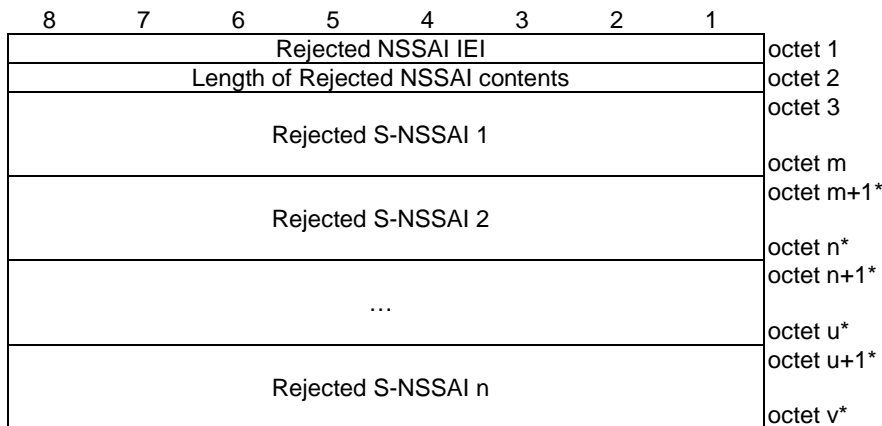 8 7 6 5 4 3 2 1
Rejected NSSAI IEI octet 1
Length of Rejected NSSAI contents octet 2
octet 3
Rejected S-NSSAI 1
octet m
octet m+1*
Rejected S-NSSAI 2
octet n*
octet n+1*
…
octet u*
octet u+1*
Rejected S-NSSAI n
octet v*